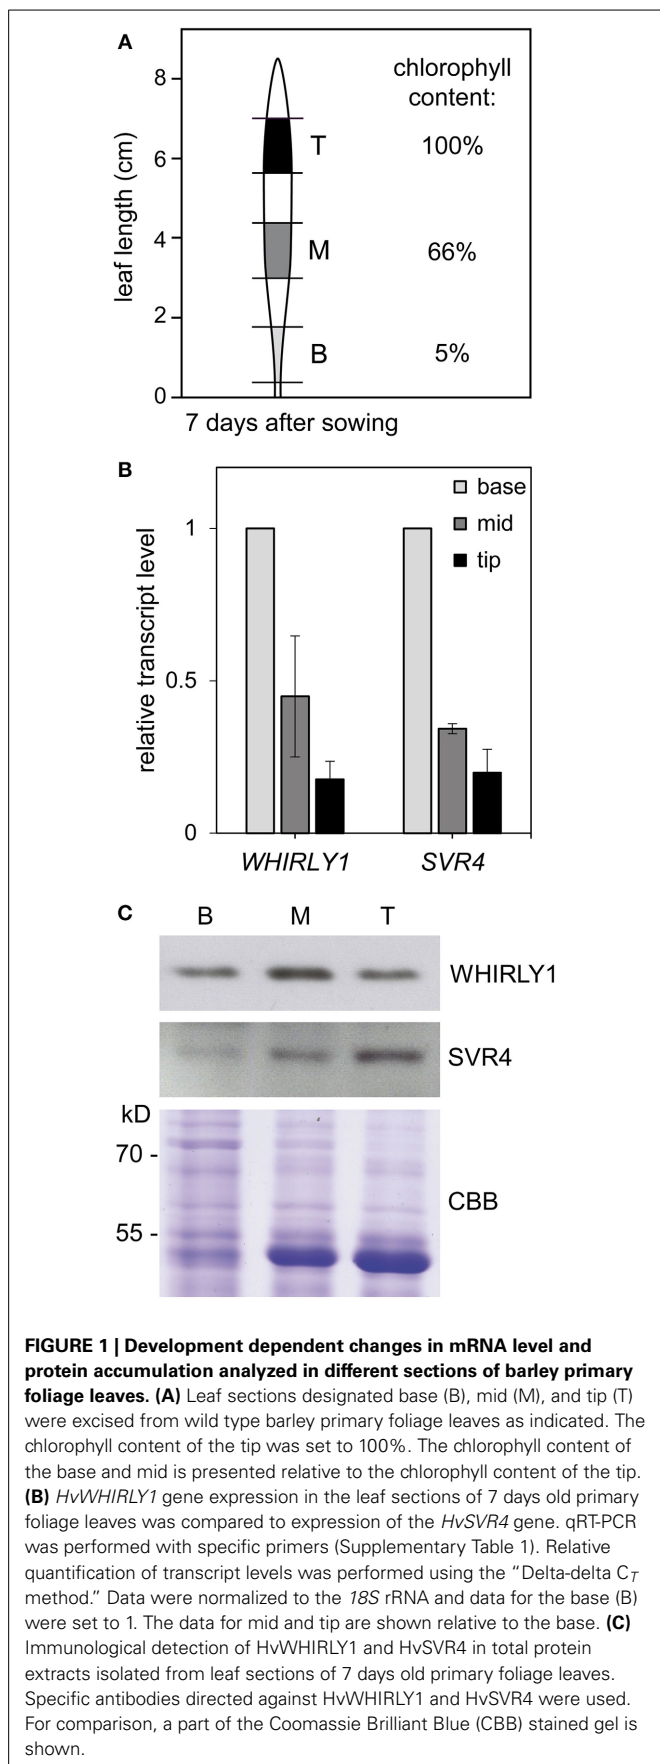 A
chlorophyll
content:
8
T
100%
6
leaf length (cm)
4
M
66%
2
B
5%
0
7 days after sowing
B
base
mid
tip
1
relative transcript level
0.5
0
WHIRLY1
SVR4
C
B M T
WHIRLY1
SVR4
kD
70 -
CBB
55 -
FIGURE 1 | Development dependent changes in mRNA level and
protein accumulation analyzed in different sections of barley primary
foliage leaves. (A) Leaf sections designated base (B), mid (M), and tip (T)
were excised from wild type barley primary foliage leaves as indicated. The
chlorophyll content of the tip was set to 100%. The chlorophyll content of
the base and mid is presented relative to the chlorophyll content of the tip.
(B) HvWHIRLY1 gene expression in the leaf sections of 7 days old primary
foliage leaves was compared to expression of the HvSVR4 gene. qRT-PCR
was performed with specific primers (Supplementary Table 1). Relative
quantification of transcript levels was performed using the “Delta-delta CT
method.” Data were normalized to the 18S rRNA and data for the base (B)
were set to 1. The data for mid and tip are shown relative to the base. (C)
Immunological detection of HvWHIRLY1 and HvSVR4 in total protein
extracts isolated from leaf sections of 7 days old primary foliage leaves.
Specific antibodies directed against HvWHIRLY1 and HvSVR4 were used.
For comparison, a part of the Coomassie Brilliant Blue (CBB) stained gel is
shown.